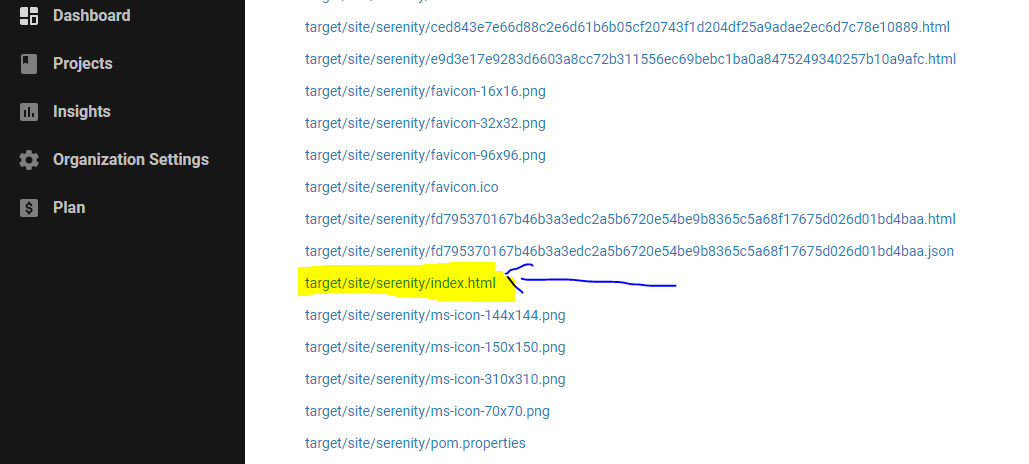 Dashboard
Projects
Insights
Organization Settings
Plan
target/site/serenity/ced843e7e66d88c2e6d61b6b05cf20743f1d204df25a9adae2ec6d7c78e10889.html
target/site/serenity/e9d3e17e9283d6603a8cc72b311556ec69bebc1ba0a8475249340257b10a9afc.html
target/site/serenity/favicon-16x16.png
target/site/serenity/favicon-32x32.png
target/site/serenity/favicon-96x96.png
target/site/serenity/favicon.ico
target/site/serenity/fd795370167b46b3a3edc2a5b6720e54be9b8365c5a68f17675d026d01bd4baa.html
target/site/serenity/fd795370167b46b3a3edc2a5b6720e54be9b8365c5a68f17675d026d01bd4baa.json
target/site/serenity/index.html
target/site/serenity/ms-icon-144x144.png
target/site/serenity/ms-icon-150x150.png
target/site/serenity/ms-icon-310x310.png
target/site/serenity/ms-icon-70x70.png
target/site/serenity/pom.properties